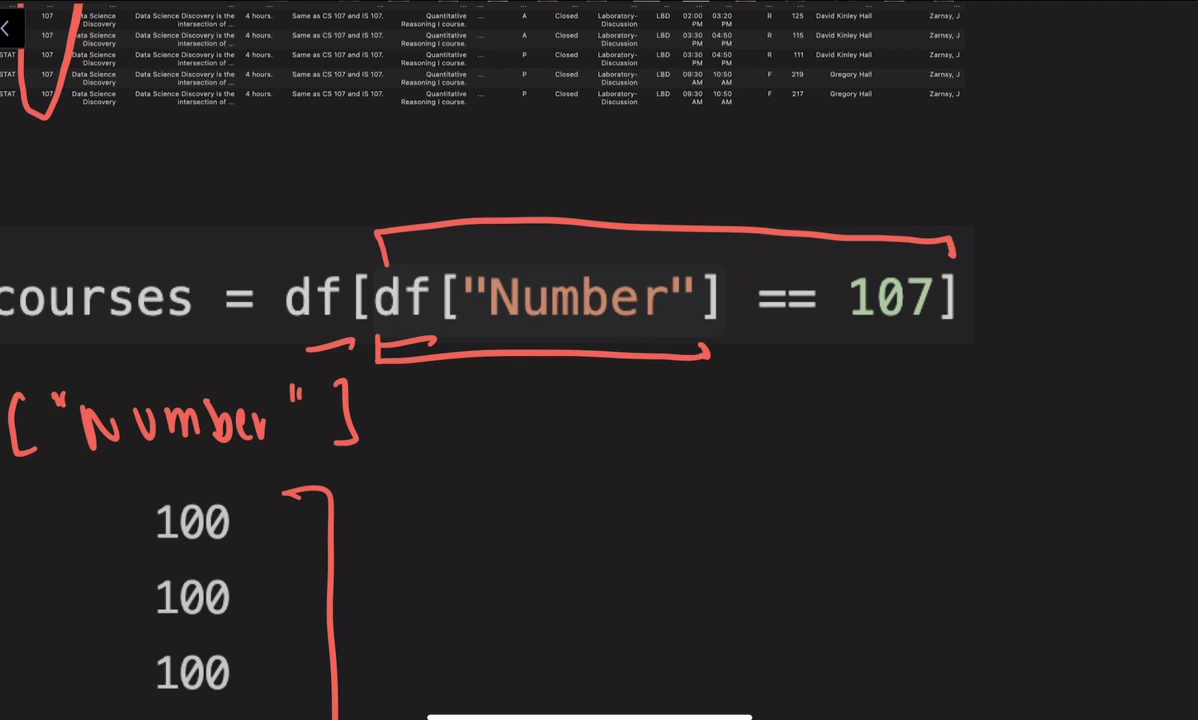 107 Data Science Discovery Data Science Discovery is the intersection of ... 4 hours. Same as CS 107 and IS 107. Quantitative Reasoning I course. ... A Closed Laboratory-Discussion LBD 02:00 PM 03:20 PM R 125 David Kinley Hall Zarnsy, J
107 ata Science Discovery Data Science Discovery is the intersection of ... 4 hours. Same as CS 107 and IS 107. Quantitative Reasoning I course. ... A Closed Laboratory-Discussion LBD 03:30 PM 04:50 PM R 115 David Kinley Hall Zarnsy, J
STAT 107 Data Science Discovery Data Science Discovery is the intersection of ... 4 hours. Same as CS 107 and IS 107. Quantitative Reasoning I course. ... P Closed Laboratory-Discussion LBD 03:30 PM 04:50 PM R 111 David Kinley Hall Zarnsy, J
STAT 107 Data Science Discovery Data Science Discovery is the intersection of ... 4 hours. Same as CS 107 and IS 107. Quantitative Reasoning I course. ... P Closed Laboratory-Discussion LBD 09:30 AM 10:50 AM F 219 Gregory Hall Zarnsy, J
STAT 107 Data Science Discovery Data Science Discovery is the intersection of ... 4 hours. Same as CS 107 and IS 107. Quantitative Reasoning I course. ... P Closed Laboratory-Discussion LBD 09:30 AM 10:50 AM F 217 Gregory Hall Zarnsy, J
courses = df[df["Number"] == 107]
["Number"]
100
100
100